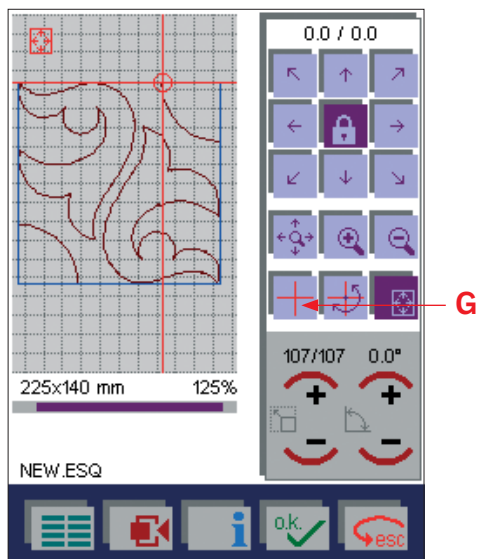 0.0 / 0.0
G
107/107 0.0°
+ +
- -
225x140 mm 125%
NEW.ESQ
i o.k. esc